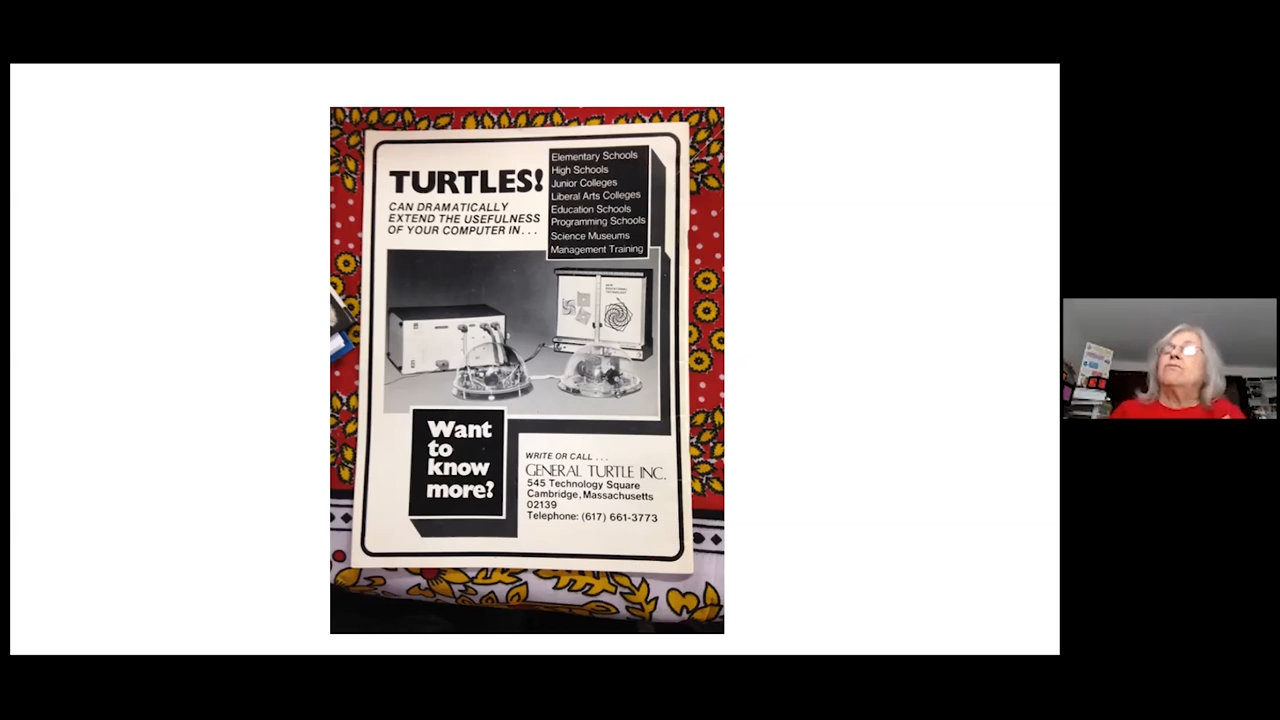 TURTLES!
CAN DRAMATICALLY
EXTEND THE USEFULNESS
OF YOUR COMPUTER IN...
Elementary Schools
High Schools
Junior Colleges
Liberal Arts Colleges
Education Schools
Programming Schools
Science Museums
Management Training
Want
to
know
more?
WRITE OR CALL ...
GENERAL TURTLE INC.
545 Technology Square
Cambridge, Massachusetts
02139
Telephone: (617) 661-3773